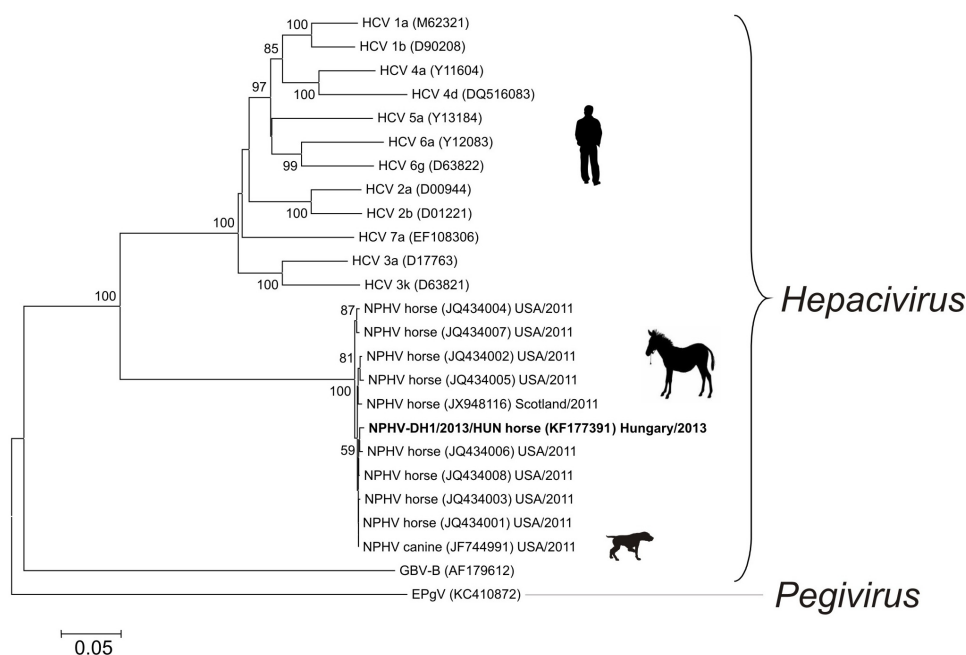 100
HCV 1a (M62321)
HCV 1b (D90208)
85
HCV 4a (Y11604)
100
HCV 4d (DQ516083)
97
HCV 5a (Y13184)
HCV 6a (Y12083)
99
HCV 6g (D63822)
HCV 2a (D00944)
100
HCV 2b (D01221)
100
HCV 7a (EF108306)
HCV 3a (D17763)
100
HCV 3k (D63821)
100
87
NPHV horse (JQ434004) USA/2011
NPHV horse (JQ434007) USA/2011
81
NPHV horse (JQ434002) USA/2011
NPHV horse (JQ434005) USA/2011
100
NPHV horse (JX948116) Scotland/2011
NPHV-DH1/2013/HUN horse (KF177391) Hungary/2013
59
NPHV horse (JQ434006) USA/2011
NPHV horse (JQ434008) USA/2011
NPHV horse (JQ434003) USA/2011
NPHV horse (JQ434001) USA/2011
NPHV canine (JF744991) USA/2011
GBV-B (AF179612)
EPgV (KC410872)
Hepacivirus
Pegivirus
0.05